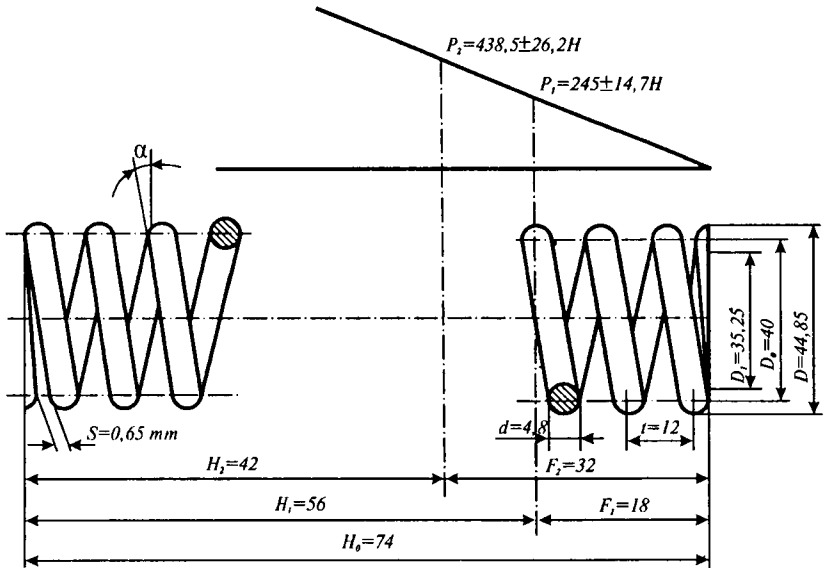 P₂=438,5±26,2H
P₁=245±14,7H
α
D₁=35,25
D₀=40
D=44,85
S=0,65 mm
d=4,8
t=12
H₂=42
F₂=32
H₁=56
F₁=18
H₀=74